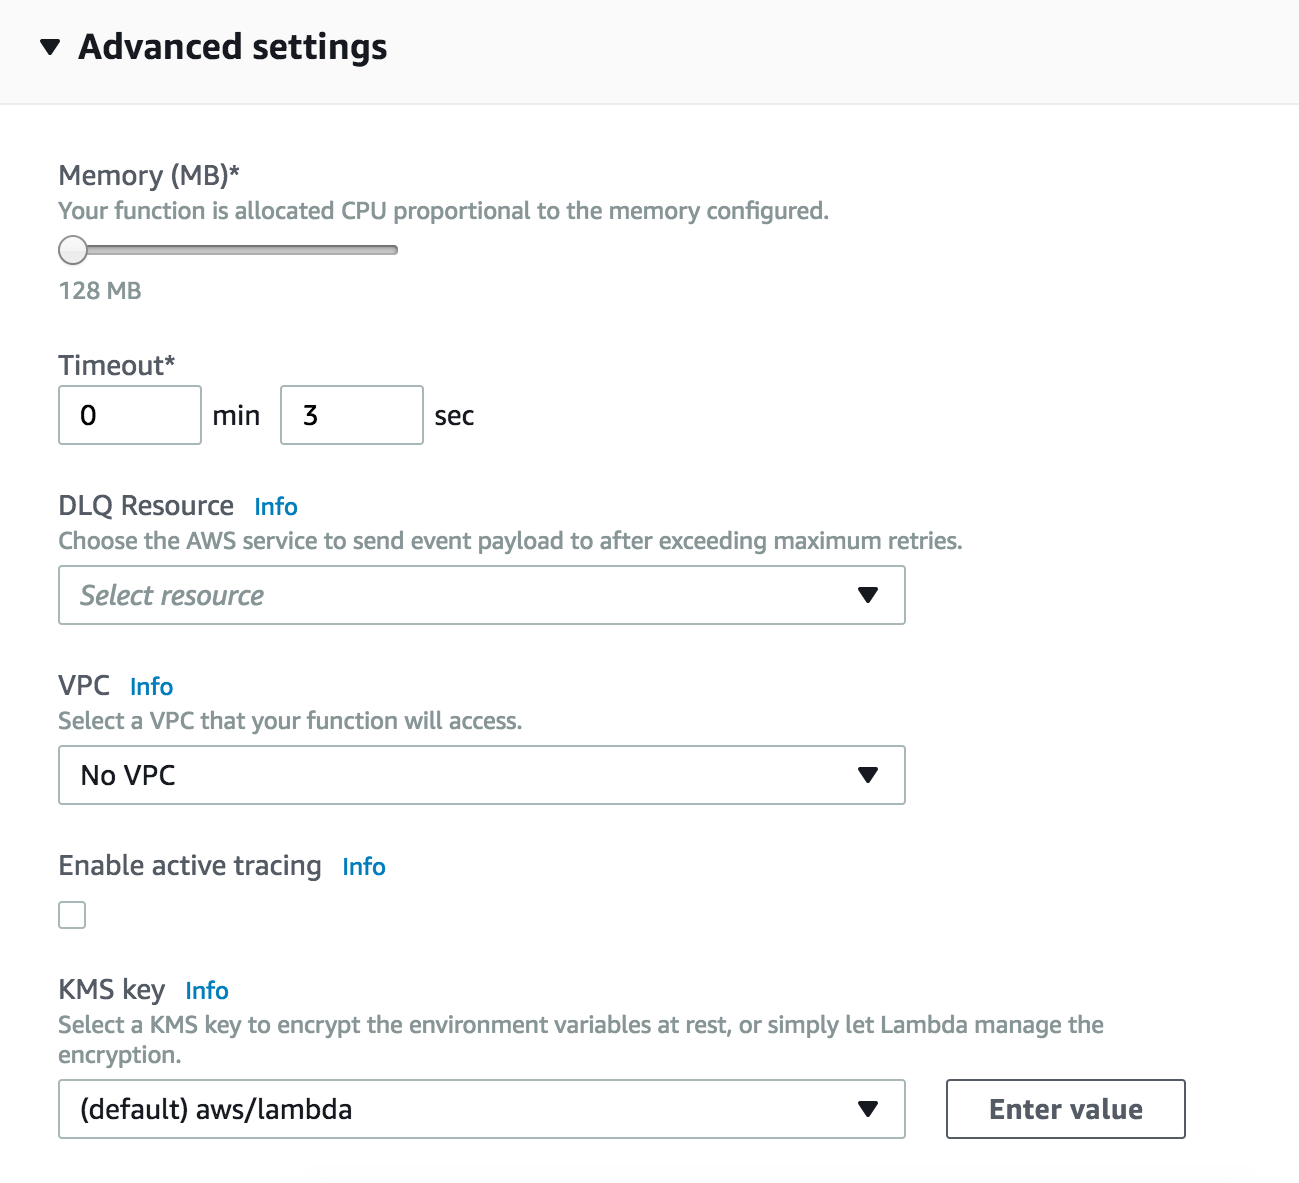 Advanced settings
Memory (MB)*
Your function is allocated CPU proportional to the memory configured.
128 MB
Timeout*
0 min 3 sec
DLQ Resource Info
Choose the AWS service to send event payload to after exceeding maximum retries.
Select resource
VPC Info
Select a VPC that your function will access.
No VPC
Enable active tracing Info
KMS key Info
Select a KMS key to encrypt the environment variables at rest, or simply let Lambda manage the
encryption.
(default) aws/lambda Enter value